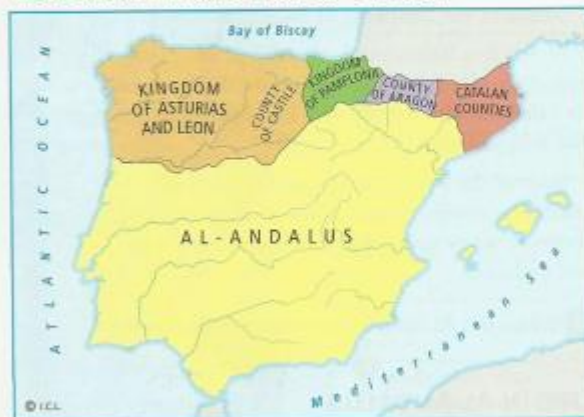 Bay of Biscay
ATLANTIC OCEAN
KINGDOM
OF ASTURIAS
AND LEON
COUNTY
OF CASTILE
KINGDOM
OF PAMPLONA
COUNTY
OF ARAGON
CATALAN
COUNTIES
AL-ANDALUS
Mediterranean Sea
© I.C.L.